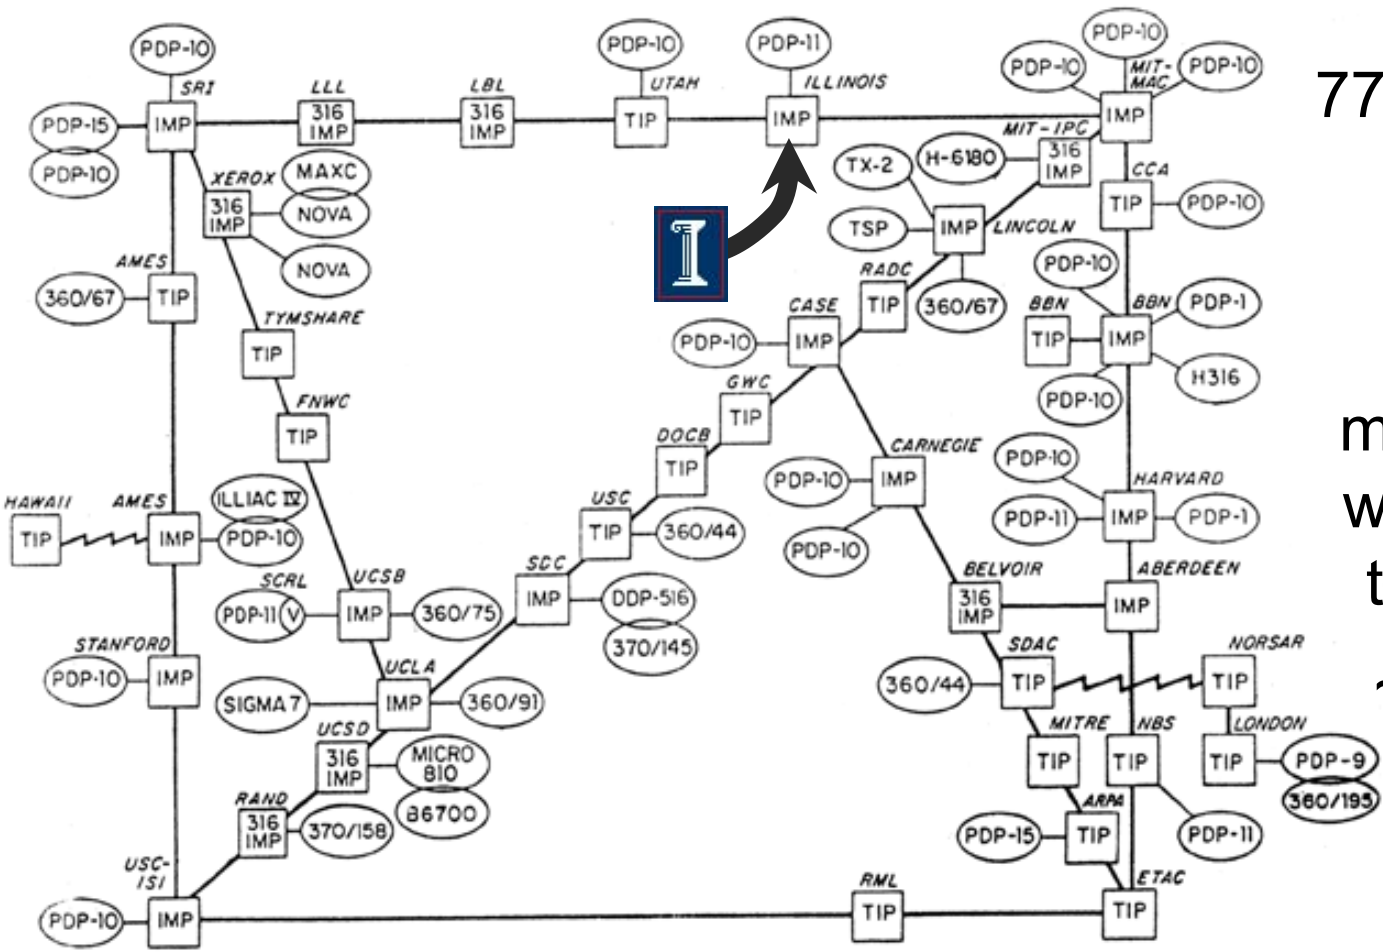 PDP-10
PDP-10
PDP-11
PDP-10
PDP-10
PDP-10
SRI
LLL
LBL
UTAH
ILLINOIS
MIT-
MAC
77
PDP-15
IMP
316
IMP
316
IMP
TIP
IMP
IMP
PDP-10
MIT-IPC
XEROX
MAXC
TX-2
H-6180
316
IMP
CCA
316
IMP
NOVA
TIP
PDP-10
TSP
IMP
LINCOLN
NOVA
AMES
RADC
PDP-10
360/67
TIP
TIP
360/67
BBN
BBN
PDP-1
TYMSHARE
CASE
TIP
PDP-10
IMP
TIP
IMP
H316
FNWC
GWC
PDP-10
TIP
TIP
m
DOCB
CARNEGIE
TIP
PDP-10
IMP
PDP-10
HARVARD
HAWAII
AMES
ILLIAC IV
USC
w
TIP
IMP
PDP-10
TIP
360/44
PDP-11
IMP
PDP-1
PDP-10
SCRL
UCSB
SDC
BELVOIR
ABERDEEN
t
PDP-11
V
IMP
360/75
IMP
DDP-516
316
IMP
IMP
370/145
STANFORD
UCLA
SDAC
NORSAR
PDP-10
IMP
SIGMA 7
IMP
360/91
360/44
TIP
TIP
UCSD
MITRE
NBS
LONDON
316
IMP
MICRO
810
TIP
TIP
TIP
PDP-9
360/195
RAND
B6700
ARPA
316
IMP
370/158
PDP-15
TIP
PDP-11
USC-
ISI
RML
ETAC
PDP-10
IMP
TIP
TIP